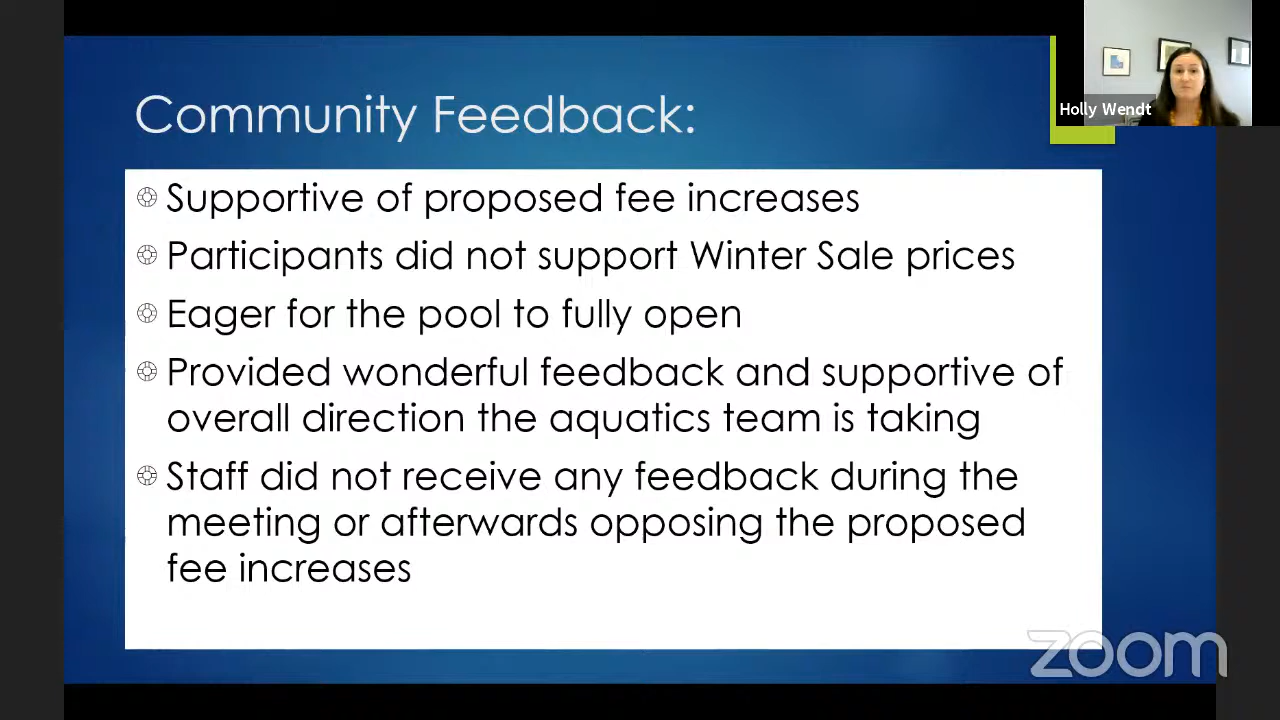 Community Feedback:
Holly Wendt
Supportive of proposed fee increases
Participants did not support Winter Sale prices
Eager for the pool to fully open
Provided wonderful feedback and supportive of
overall direction the aquatics team is taking
Staff did not receive any feedback during the
meeting or afterwards opposing the proposed
fee increases
zoom